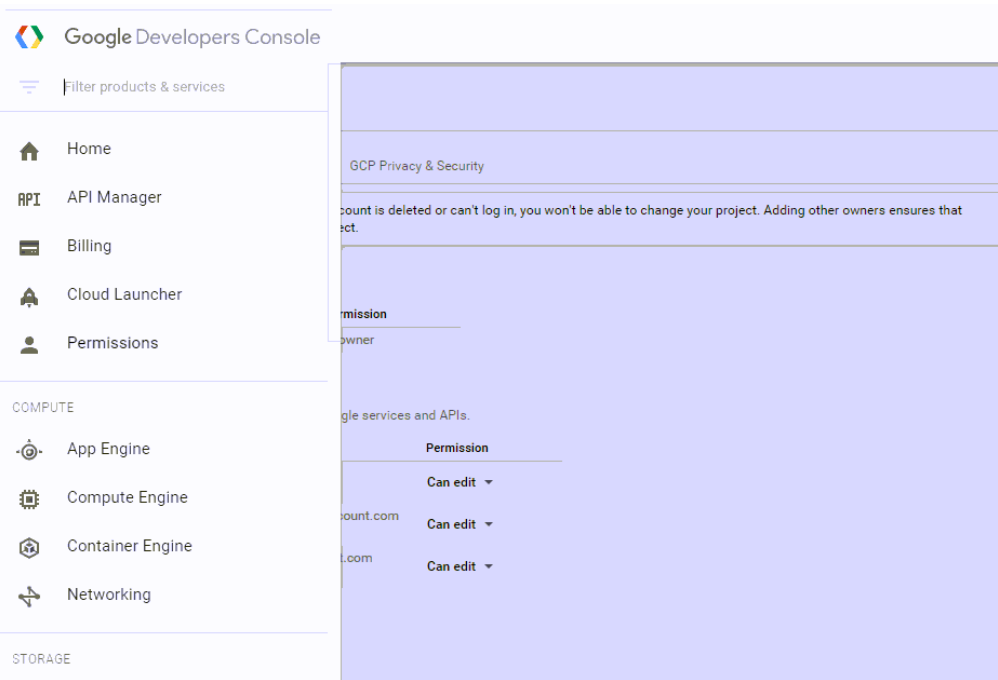 Google Developers Console
Filter products & services
Home
API Manager
Billing
Cloud Launcher
Permissions
COMPUTE
App Engine
Compute Engine
Container Engine
Networking
STORAGE
GCP Privacy & Security
count is deleted or can't log in, you won't be able to change your project. Adding other owners ensures that
ect.
rmission
owner
gle services and APIs.
Permission
Can edit
count.com Can edit
t.com Can edit